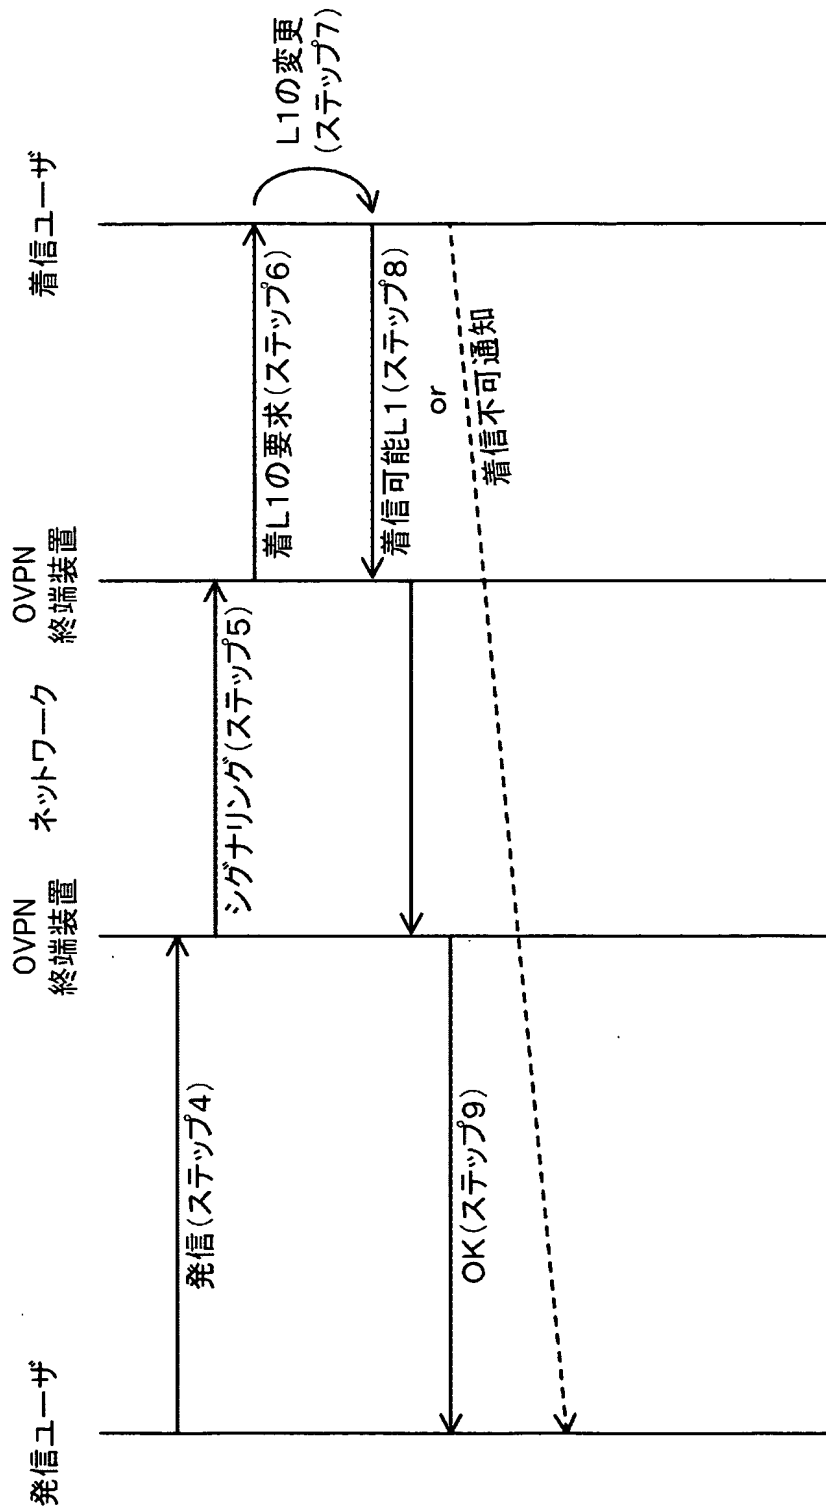 発信ユーザ
OVPN
終端装置
ネットワーク
OVPN
終端装置
着信ユーザ
発信(ステップ4)
シグナリング(ステップ5)
着L1の要求(ステップ6)
L1の変更
(ステップ7)
着信可能L1(ステップ8)
or
着信不可通知
OK(ステップ9)